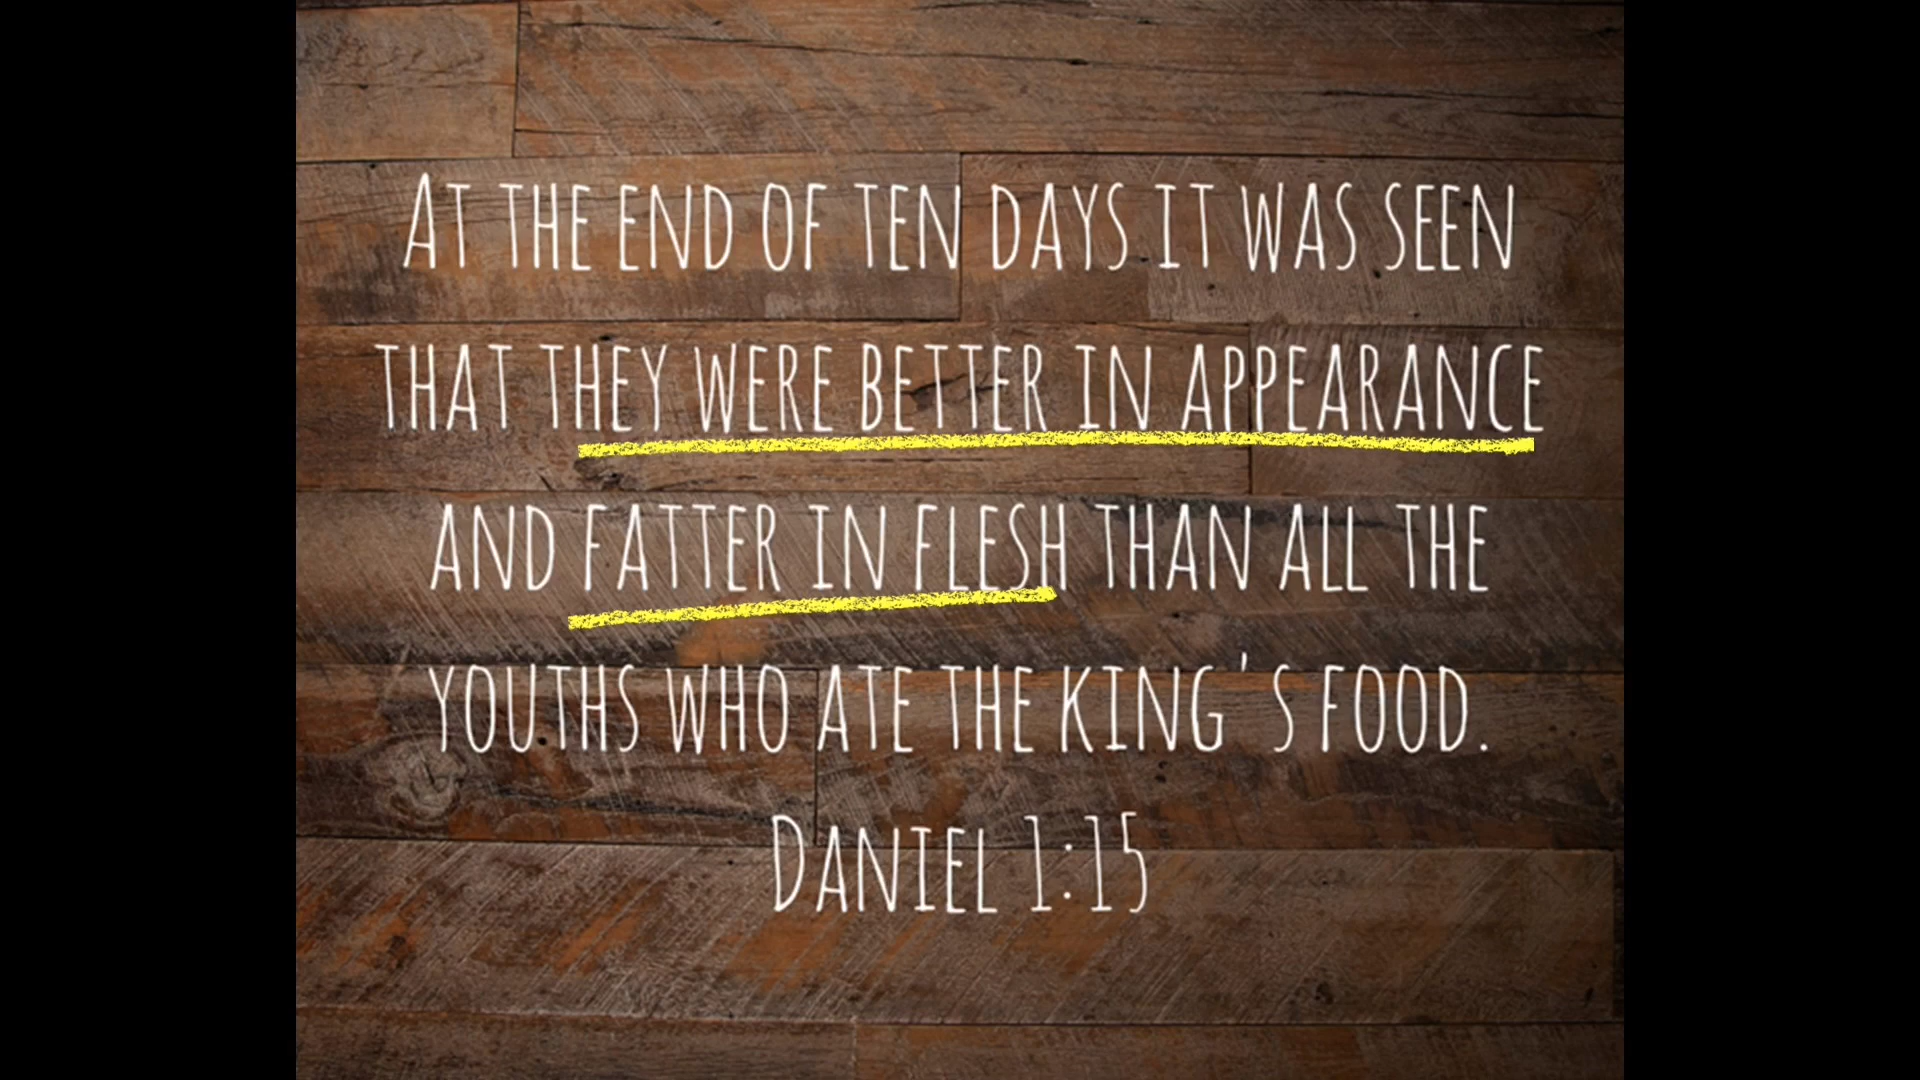 At the end of ten days it was seen
that they were better in appearance
and fatter in flesh than all the
youths who ate the king's food.
Daniel 1:15